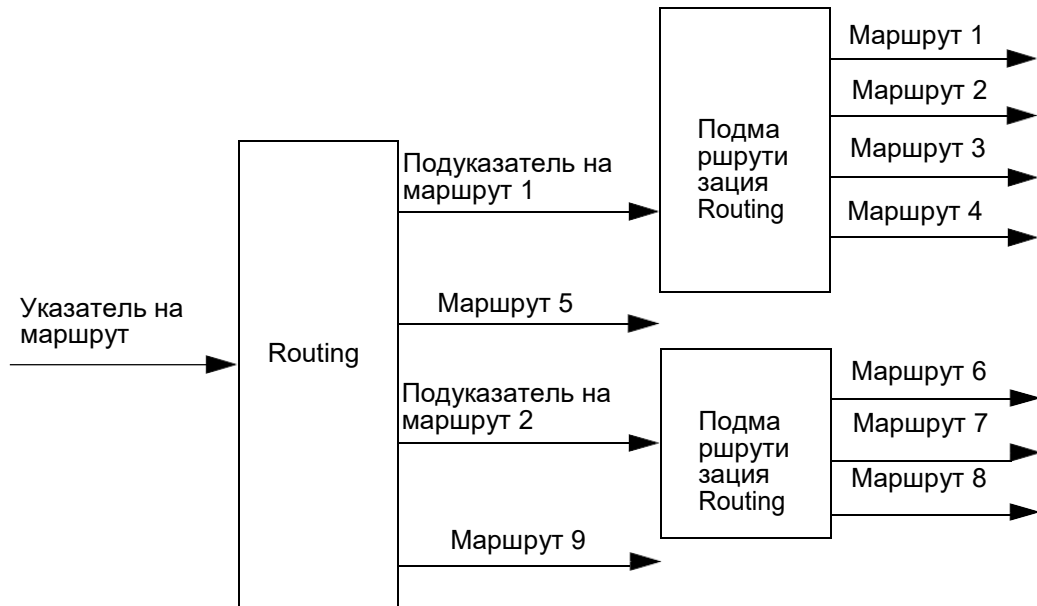 Указатель на
маршрут
Routing
Подуказатель на
маршрут 1
Маршрут 5
Подуказатель на
маршрут 2
Маршрут 9
Подма
ршрути
зация
Routing
Маршрут 1
Маршрут 2
Маршрут 3
Маршрут 4
Подма
ршрути
зация
Routing
Маршрут 6
Маршрут 7
Маршрут 8